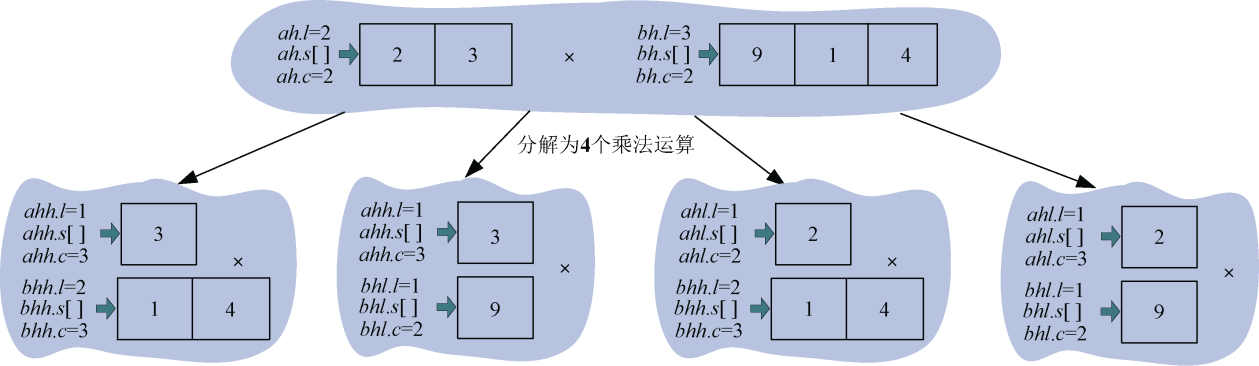 ah.l=2
ah.s[ ]
ah.c=2
2 3
×
bh.l=3
bh.s[ ]
bh.c=2
9 1 4
分解为4个乘法运算
ahh.l=1
ahh.s[ ]
ahh.c=3
3
×
bhh.l=2
bhh.s[ ]
bhh.c=3
1 4
ahh.l=1
ahh.s[ ]
ahh.c=3
3
×
bhl.l=1
bhl.s[ ]
bhl.c=2
9
ahl.l=1
ahl.s[ ]
ahl.c=2
2
×
bhh.l=2
bhh.s[ ]
bhh.c=3
1 4
ahl.l=1
ahl.s[ ]
ahl.c=3
2
×
bhl.l=1
bhl.s[ ]
bhl.c=2
9